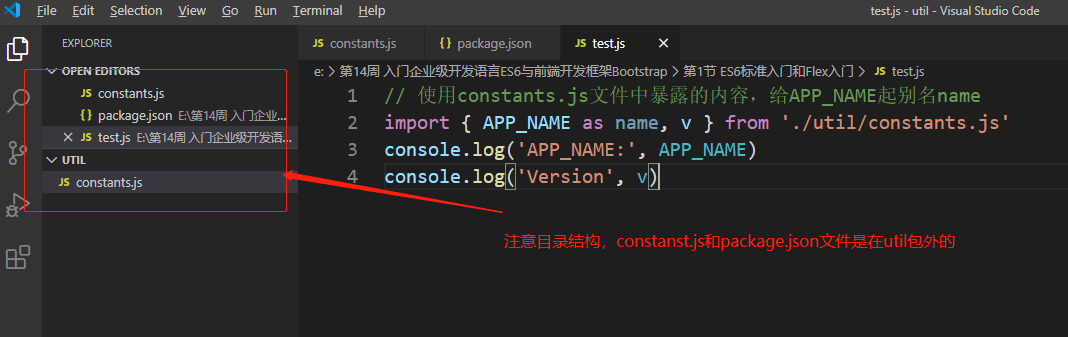 File Edit Selection View Go Run Terminal Help test.js - util - Visual Studio Code
EXPLORER
OPEN EDITORS
JS constants.js
{ } package.json E:\第14周 入门企业...
× JS test.js E:\第14周 入门企业级开发语...
UTIL
JS constants.js
JS constants.js { } package.json JS test.js ×
e: > 第14周 入门企业级开发语言ES6与前端开发框架Bootstrap > 第1节 ES6标准入门和Flex入门 > JS test.js
1 // 使用constants.js文件中暴露的内容，给APP_NAME起别名name
2 import { APP_NAME as name, v } from './util/constants.js'
3 console.log('APP_NAME:', APP_NAME)
4 console.log('Version', v)
注意目录结构，constanst.js和package.json文件是在util包外的